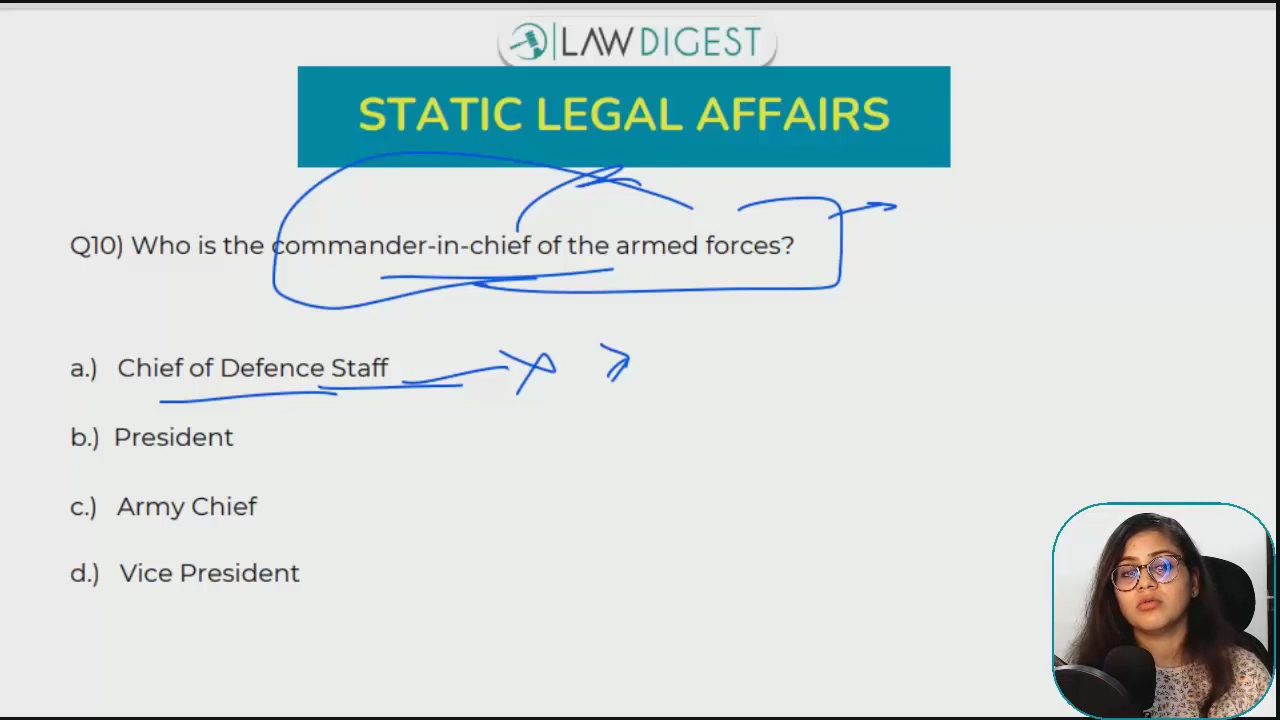 LAWDIGEST
STATIC LEGAL AFFAIRS
Q10) Who is the commander-in-chief of the armed forces?
a.) Chief of Defence Staff
b.) President
c.) Army Chief
d.) Vice President